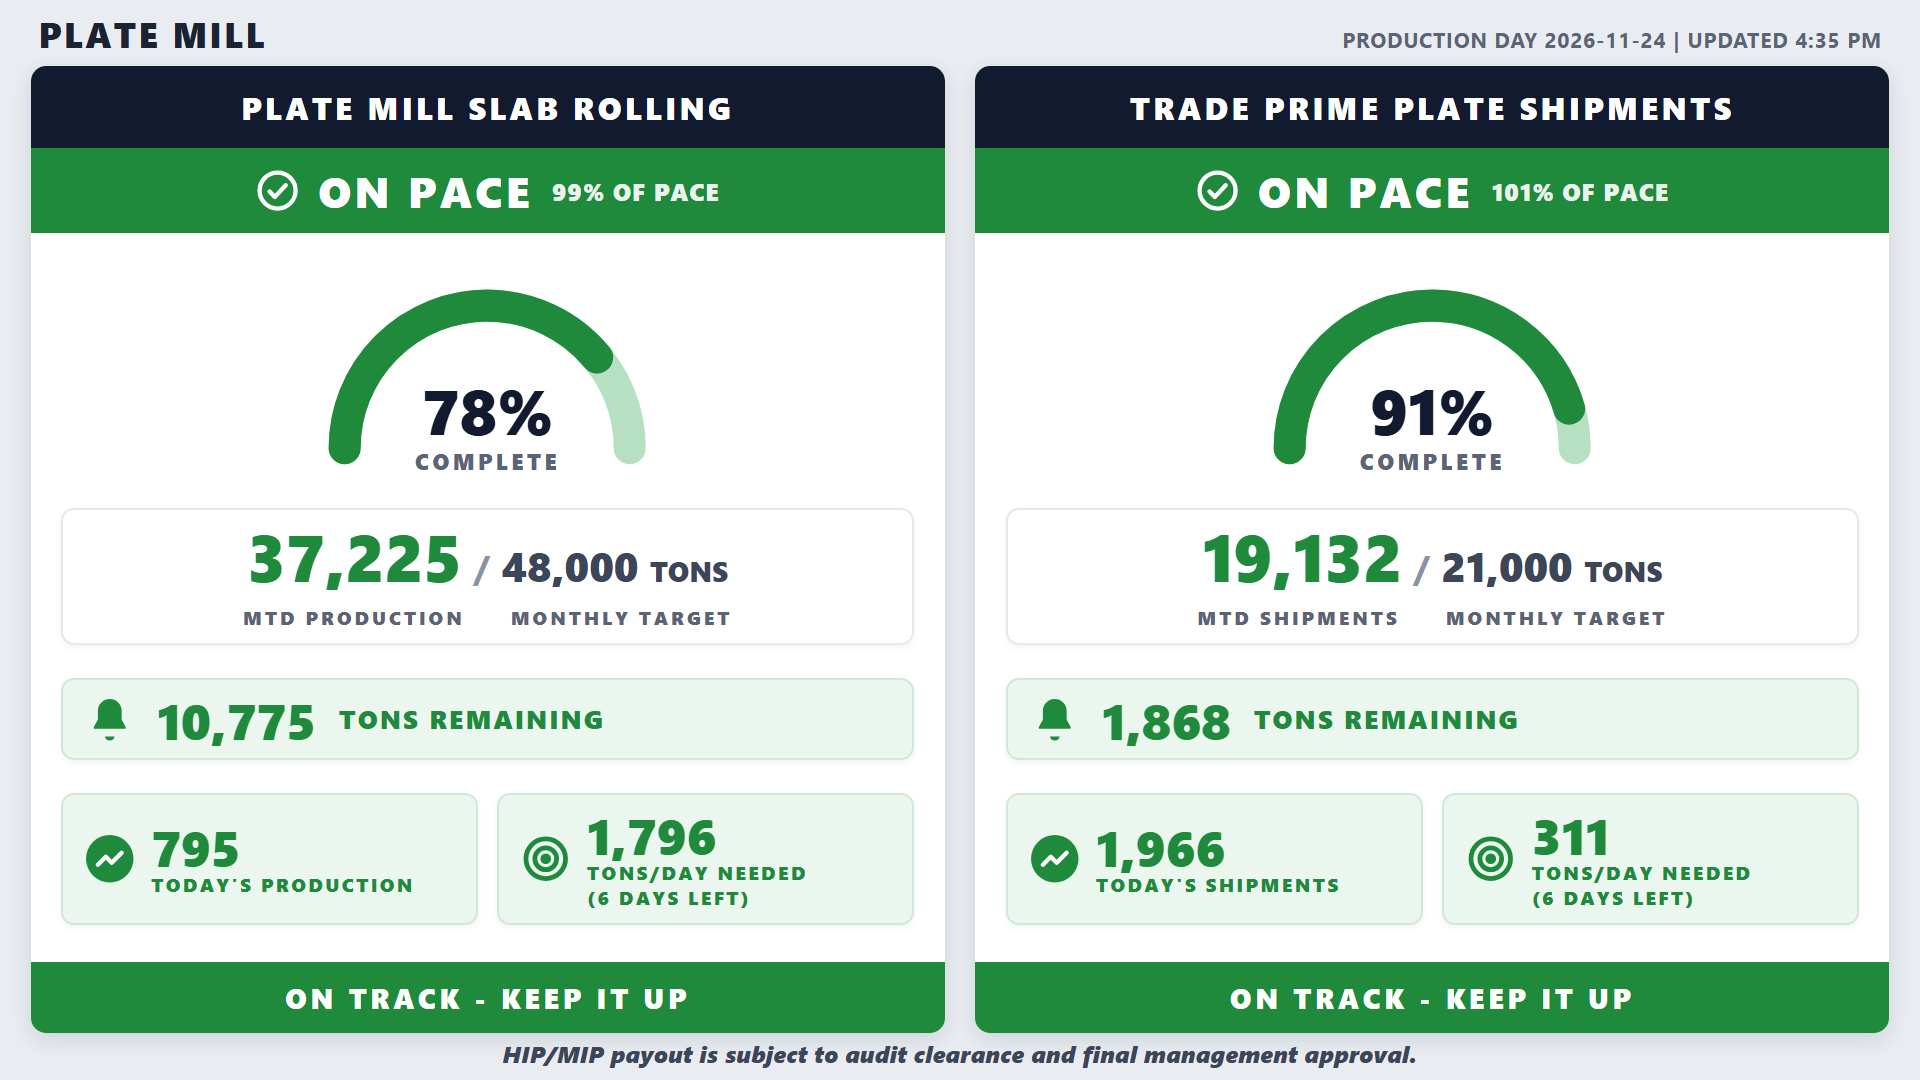 PLATE MILL
PRODUCTION DAY 2026-11-24 | UPDATED 4:35 PM
PLATE MILL SLAB ROLLING
ON PACE 99% OF PACE
78%
COMPLETE
37,225 / 48,000 TONS
MTD PRODUCTION MONTHLY TARGET
10,775 TONS REMAINING
795
TODAY'S PRODUCTION
1,796
TONS/DAY NEEDED
(6 DAYS LEFT)
ON TRACK - KEEP IT UP
TRADE PRIME PLATE SHIPMENTS
ON PACE 101% OF PACE
91%
COMPLETE
19,132 / 21,000 TONS
MTD SHIPMENTS MONTHLY TARGET
1,868 TONS REMAINING
1,966
TODAY'S SHIPMENTS
311
TONS/DAY NEEDED
(6 DAYS LEFT)
ON TRACK - KEEP IT UP
HIP/MIP payout is subject to audit clearance and final management approval.